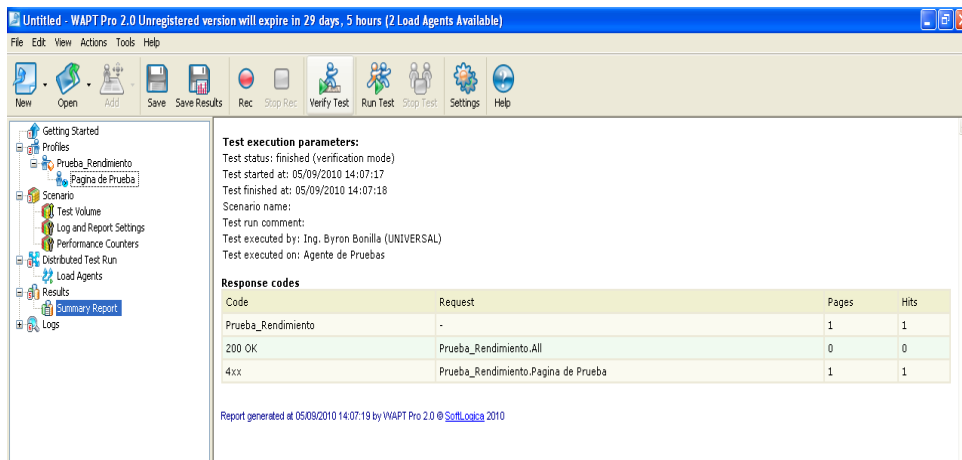 Untitled - WAPT Pro 2.0 Unregistered version will expire in 29 days, 5 hours (2 Load Agents Available)
File Edit View Actions Tools Help
New Open Add Save Save Results Rec Stop Rec Verify Test Run Test Stop Test Settings Help
Getting Started
Profiles
Prueba_Rendimiento
Pagina de Prueba
Scenario
Test Volume
Log and Report Settings
Performance Counters
Distributed Test Run
Load Agents
Results
Summary Report
Logs
Test execution parameters:
Test status: finished (verification mode)
Test started at: 05/09/2010 14:07:17
Test finished at: 05/09/2010 14:07:18
Scenario name:
Test run comment:
Test executed by: Ing. Byron Bonilla (UNIVERSAL)
Test executed on: Agente de Pruebas
Response codes
Code Request Pages Hits
Prueba_Rendimiento - 1 1
200 OK Prueba_Rendimiento.All 0 0
4xx Prueba_Rendimiento.Pagina de Prueba 1 1
Report generated at 05/09/2010 14:07:19 by WAPT Pro 2.0 © SoftLogica 2010